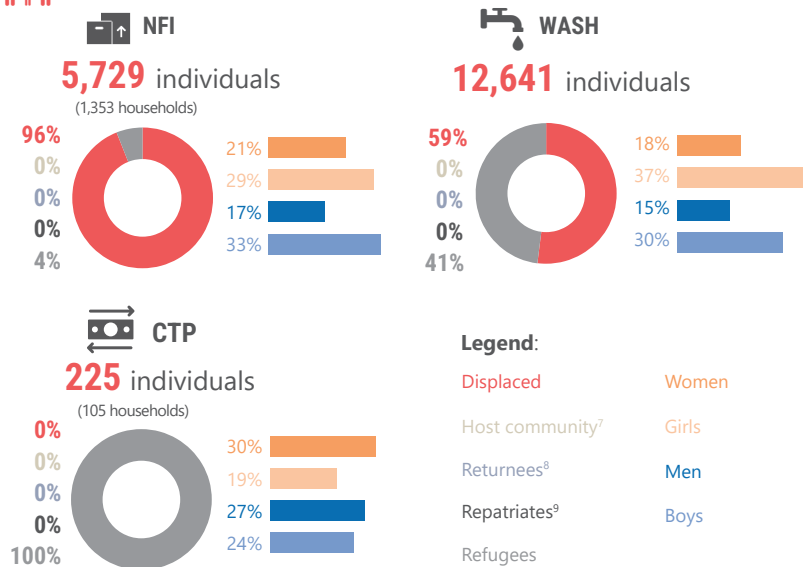 NFI
5,729 individuals
(1,353 households)
96%
0%
0%
0%
4%
21%
29%
17%
33%
WASH
12,641 individuals
59%
0%
0%
0%
41%
18%
37%
15%
30%
CTP
225 individuals
(105 households)
0%
0%
0%
0%
100%
30%
19%
27%
24%
Legend:
Displaced
Host community⁷
Returnees⁸
Repatriates⁹
Refugees
Women
Girls
Men
Boys